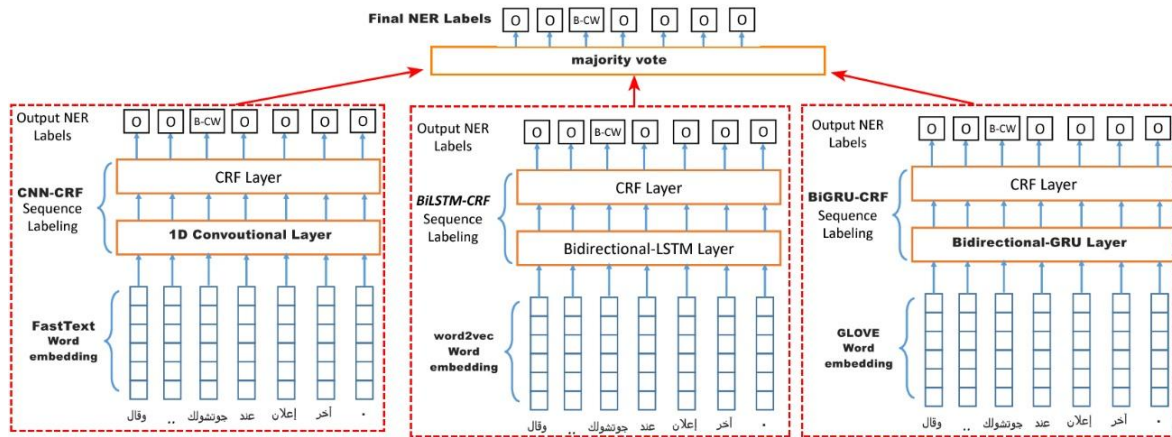 Final NER Labels O O B-CW O O O O
majority vote
Output NER Labels
O O B-CW O O O O
CRF Layer
CNN-CRF
Sequence
Labeling
1D Convoutional Layer
FastText
Word
embedding
وقال .. جوتشولك عند إعلان أخر .
Output NER
Labels
O O B-CW O O O O
CRF Layer
BiLSTM-CRF
Sequence
Labeling
Bidirectional-LSTM Layer
word2vec
Word
embedding
وقال .. جوتشولك عند إعلان أخر .
Output NER
Labels
O O B-CW O O O O
CRF Layer
BiGRU-CRF
Sequence
Labeling
Bidirectional-GRU Layer
GLOVE
Word
embedding
وقال .. جوتشولك عند إعلان أخر .